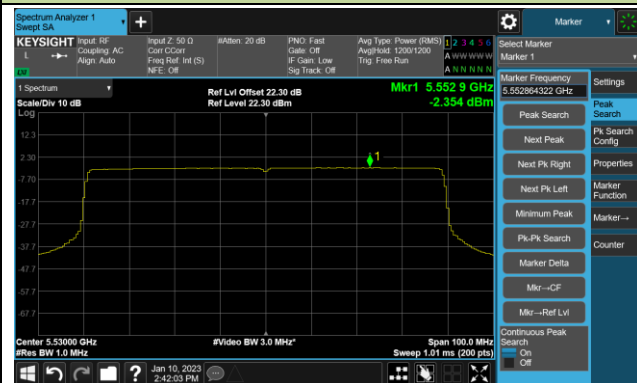 Spectrum Analyzer 1
Swept SA
Marker
KEYSIGHT
Input: RF
Coupling: AC
Align: Auto
Input Z: 50 Ω
Corr CCorr
Freq Ref: Int (S)
NFE: Off
#Atten: 20 dB
PNO: Fast
Gate: Off
IF Gain: Low
Sig Track: Off
Avg Type: Power (RMS)
Avg|Hold: 1200/1200
Trig: Free Run
1 2 3 4 5 6
A W W W W W
A N N N N N
Select Marker
Marker 1
1 Spectrum
Scale/Div 10 dB
Log
Ref Lvl Offset 22.30 dB
Ref Level 22.30 dBm
Mkr1 5.552 9 GHz
-2.354 dBm
12.3
2.30
-7.70
-17.7
-27.7
-37.7
-47.7
-57.7
-67.7
1
Center 5.53000 GHz
#Res BW 1.0 MHz
#Video BW 3.0 MHz*
Span 100.0 MHz
Sweep 1.01 ms (200 pts)
Marker Frequency
5.552864322 GHz
Peak Search
Next Peak
Next Pk Right
Next Pk Left
Minimum Peak
Pk-Pk Search
Marker Delta
Mkr→CF
Mkr→Ref Lvl
Continuous Peak
Search
On
Off
Settings
Peak
Search
Pk Search
Config
Properties
Marker
Function
Marker→
Counter
Jan 10, 2023
2:42:03 PM